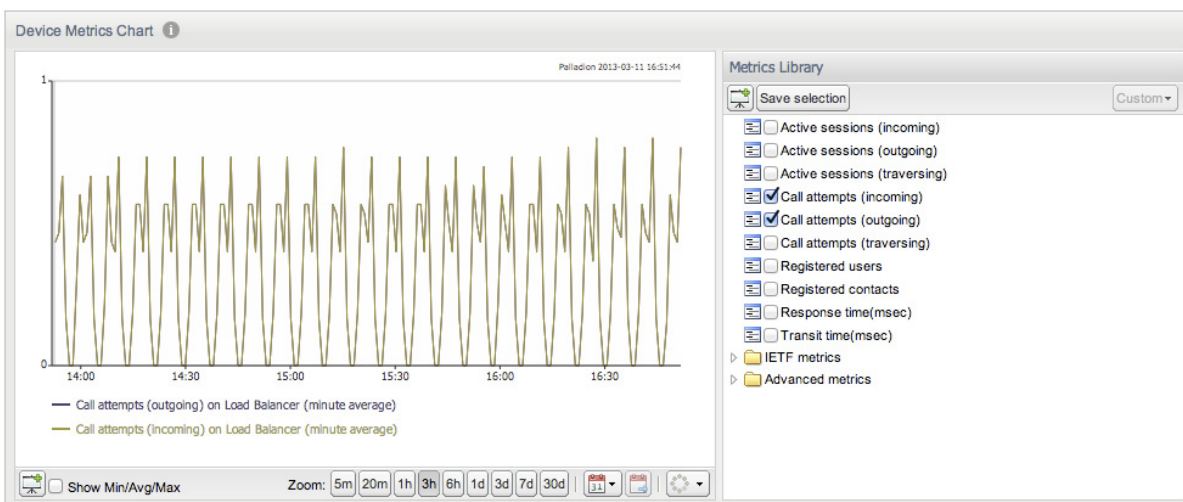 Device Metrics Chart i
Palladion 2013-03-11 16:51:44
1
0
14:00 14:30 15:00 15:30 16:00 16:30
Call attempts (outgoing) on Load Balancer (minute average)
Call attempts (incoming) on Load Balancer (minute average)
Show Min/Avg/Max Zoom: 5m 20m 1h 3h 6h 1d 3d 7d 30d 31
Metrics Library
Save selection Custom
Active sessions (incoming)
Active sessions (outgoing)
Active sessions (traversing)
Call attempts (incoming)
Call attempts (outgoing)
Call attempts (traversing)
Registered users
Registered contacts
Response time(msec)
Transit time(msec)
IETF metrics
Advanced metrics